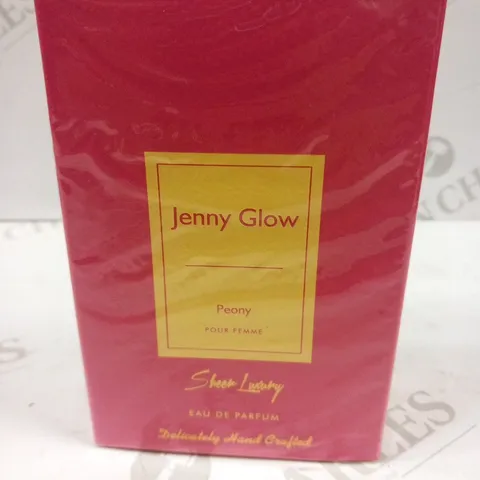 Jenny Glow
Peony
POUR FEMME
Sheer Luxury
EAU DE PARFUM
Delicately Hand Crafted